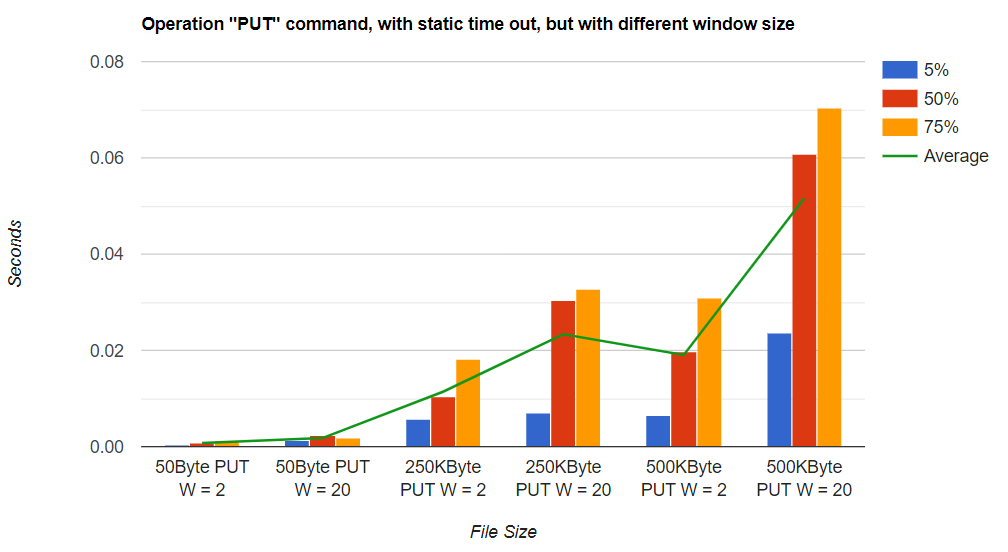 Operation "PUT" command, with static time out, but with different window size
0.08
0.06
0.04
0.02
0.00
Seconds
5%
50%
75%
Average
50Byte PUT
W = 2
50Byte PUT
W = 20
250KByte
PUT W = 2
250KByte
PUT W = 20
500KByte
PUT W = 2
500KByte
PUT W = 20
File Size